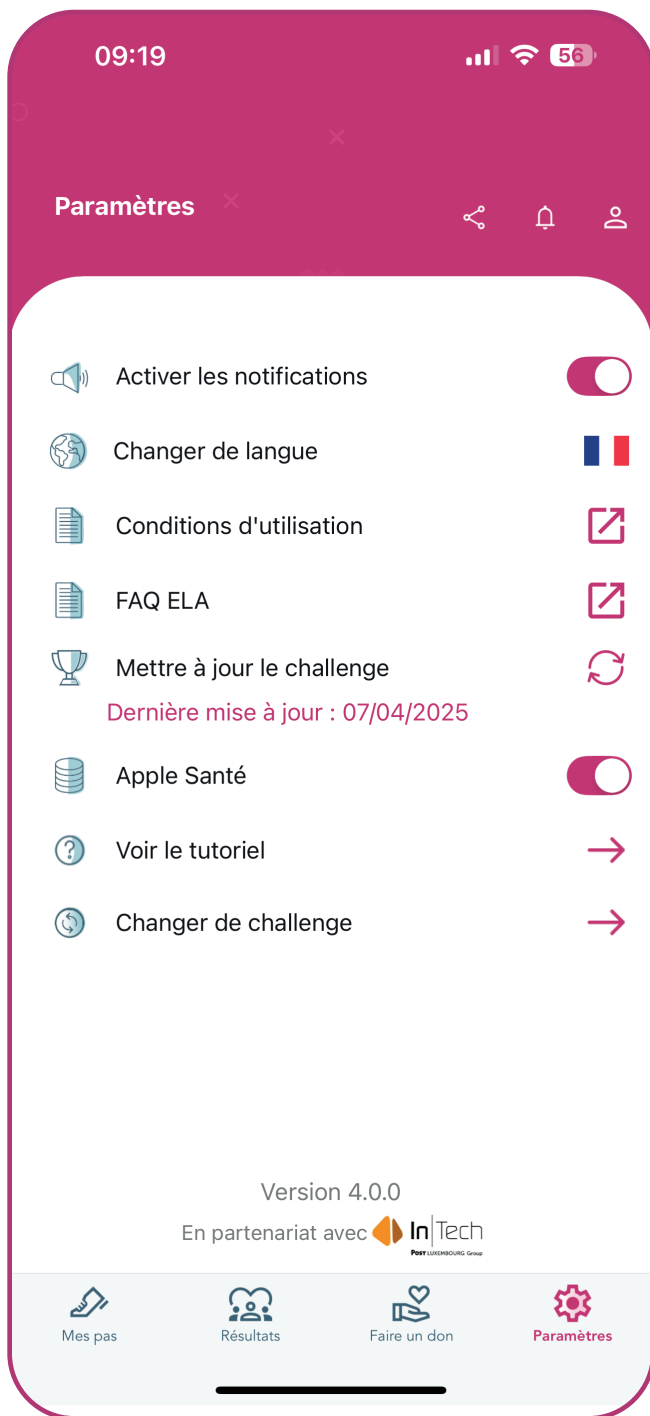 09:19
56
Paramètres
Activer les notifications
Changer de langue
Conditions d'utilisation
FAQ ELA
Mettre à jour le challenge
Dernière mise à jour : 07/04/2025
Apple Santé
Voir le tutoriel
Changer de challenge
Version 4.0.0
En partenariat avec In|Tech
POST LUXEMBOURG Group
Mes pas Résultats Faire un don Paramètres